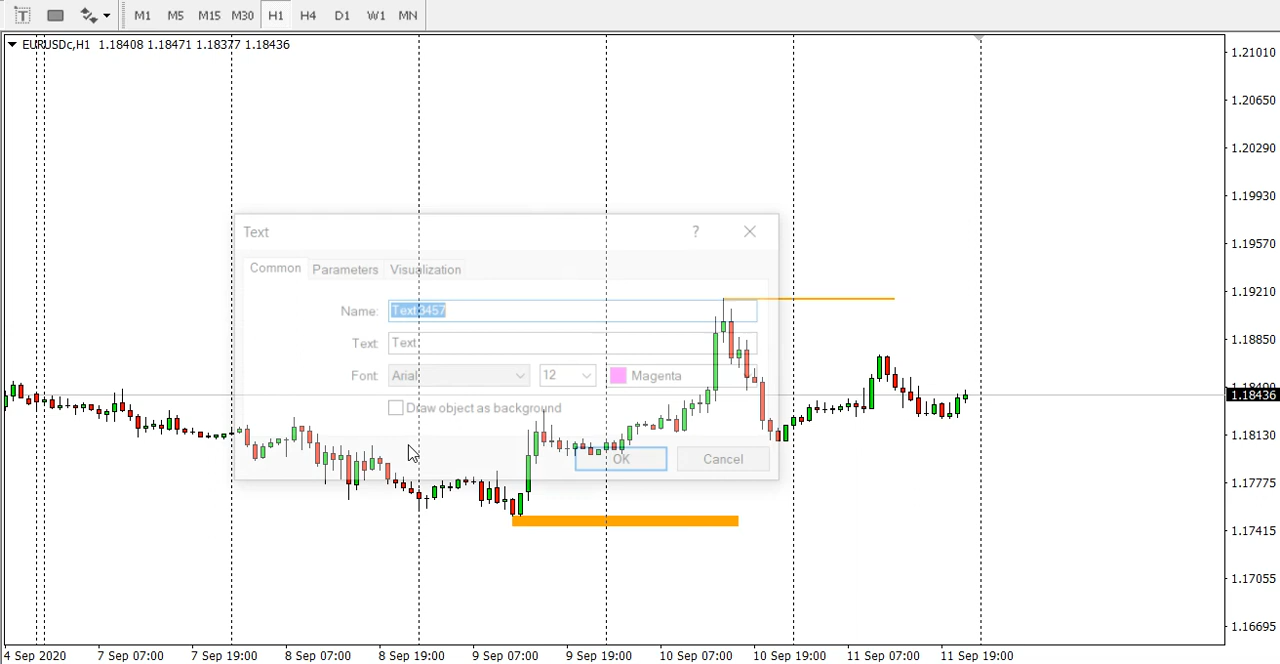 T M1 M5 M15 M30 H1 H4 D1 W1 MN
EURUSDc,H1 1.18408 1.18471 1.18377 1.18436
1.21010
1.20650
1.20290
1.19930
1.19570
1.19210
1.18850
1.18490
1.18436
1.18130
1.17775
1.17415
1.17055
1.16695
Text ?
Common Parameters Visualization
Name: Text 3457
Text: Text
Font: Arial 12 Magenta
Draw object as background
OK Cancel
4 Sep 2020 7 Sep 07:00 7 Sep 19:00 8 Sep 07:00 8 Sep 19:00 9 Sep 07:00 9 Sep 19:00 10 Sep 07:00 10 Sep 19:00 11 Sep 07:00 11 Sep 19:00